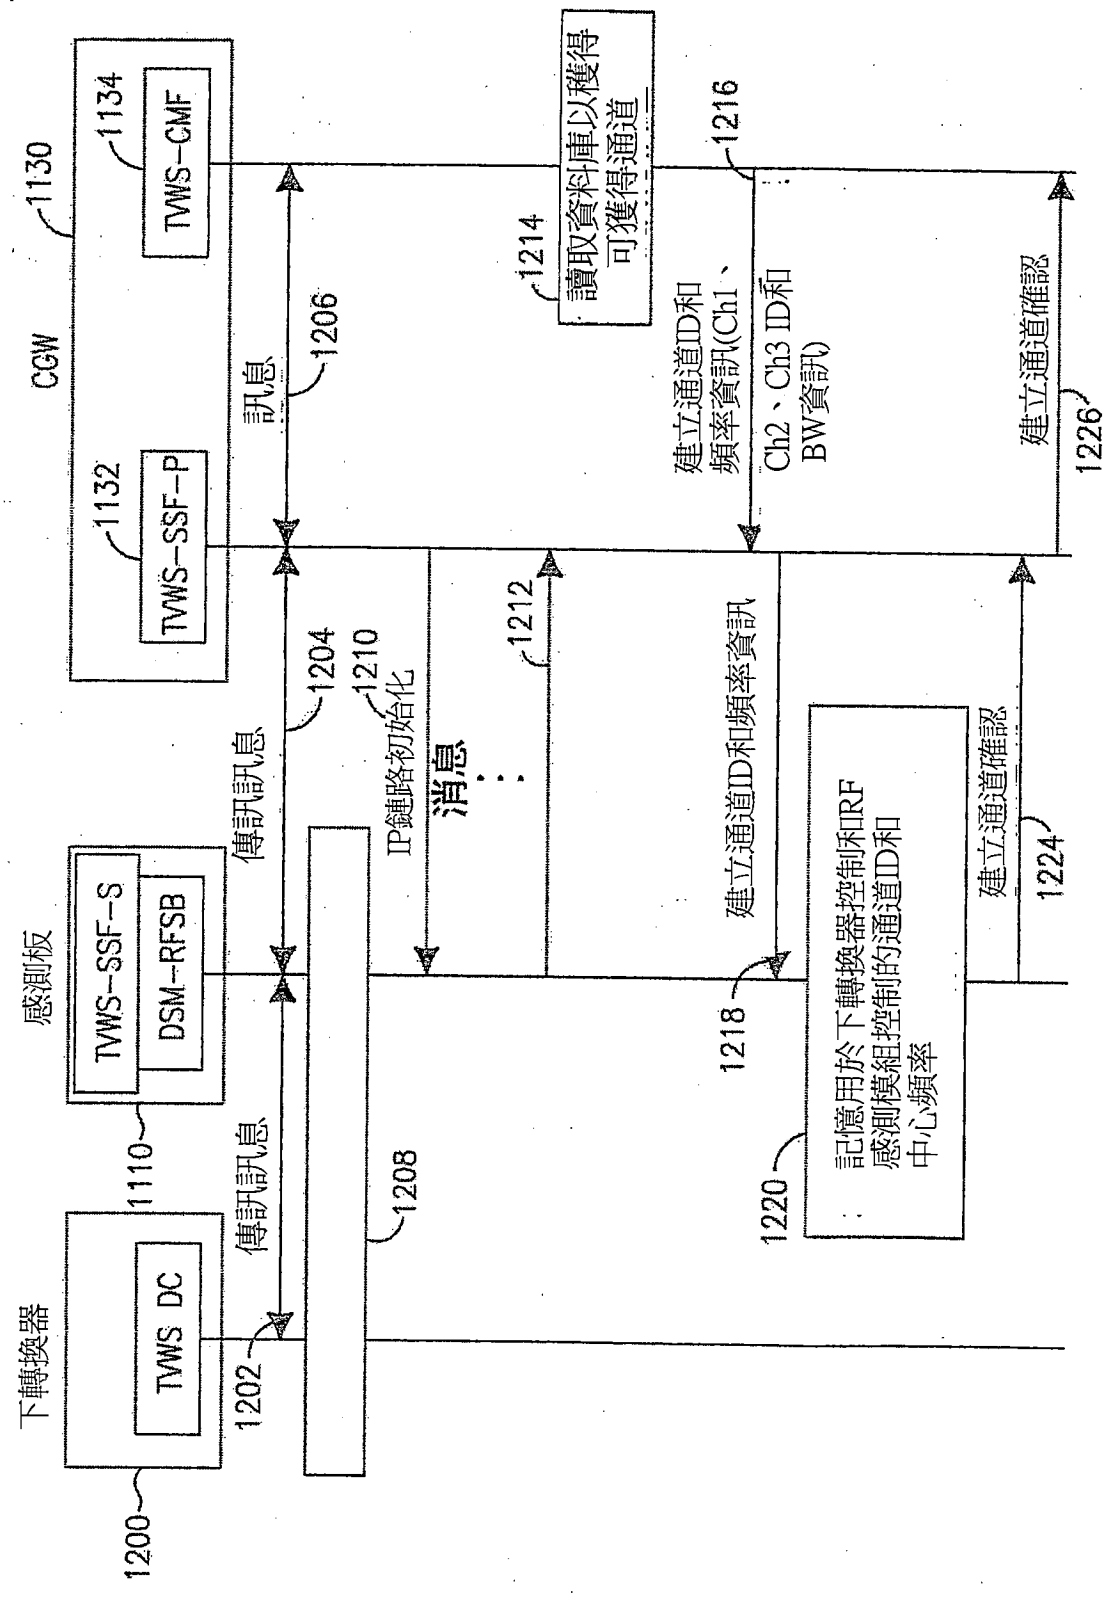 下轉換器
1200
TVWS DC
感測板
1110
TVWS-SSF-S
DSM-RFSB
CGW
1130
1132
TVWS-SSF-P
1134
TVWS-CMF
1202
傳訊訊息
傳訊訊息
1204
訊息
1206
1208
IP鏈路初始化
1210
消息
1212
1214
讀取資料庫以獲得
可獲得通道
建立通道ID和
頻率資訊(Ch1、
Ch2、Ch3 ID和
BW資訊)
1216
建立通道ID和頻率資訊
1218
1220
記憶用於下轉換器控制和RF
感測模組控制的通道ID和
中心頻率
建立通道確認
1224
建立通道確認
1226